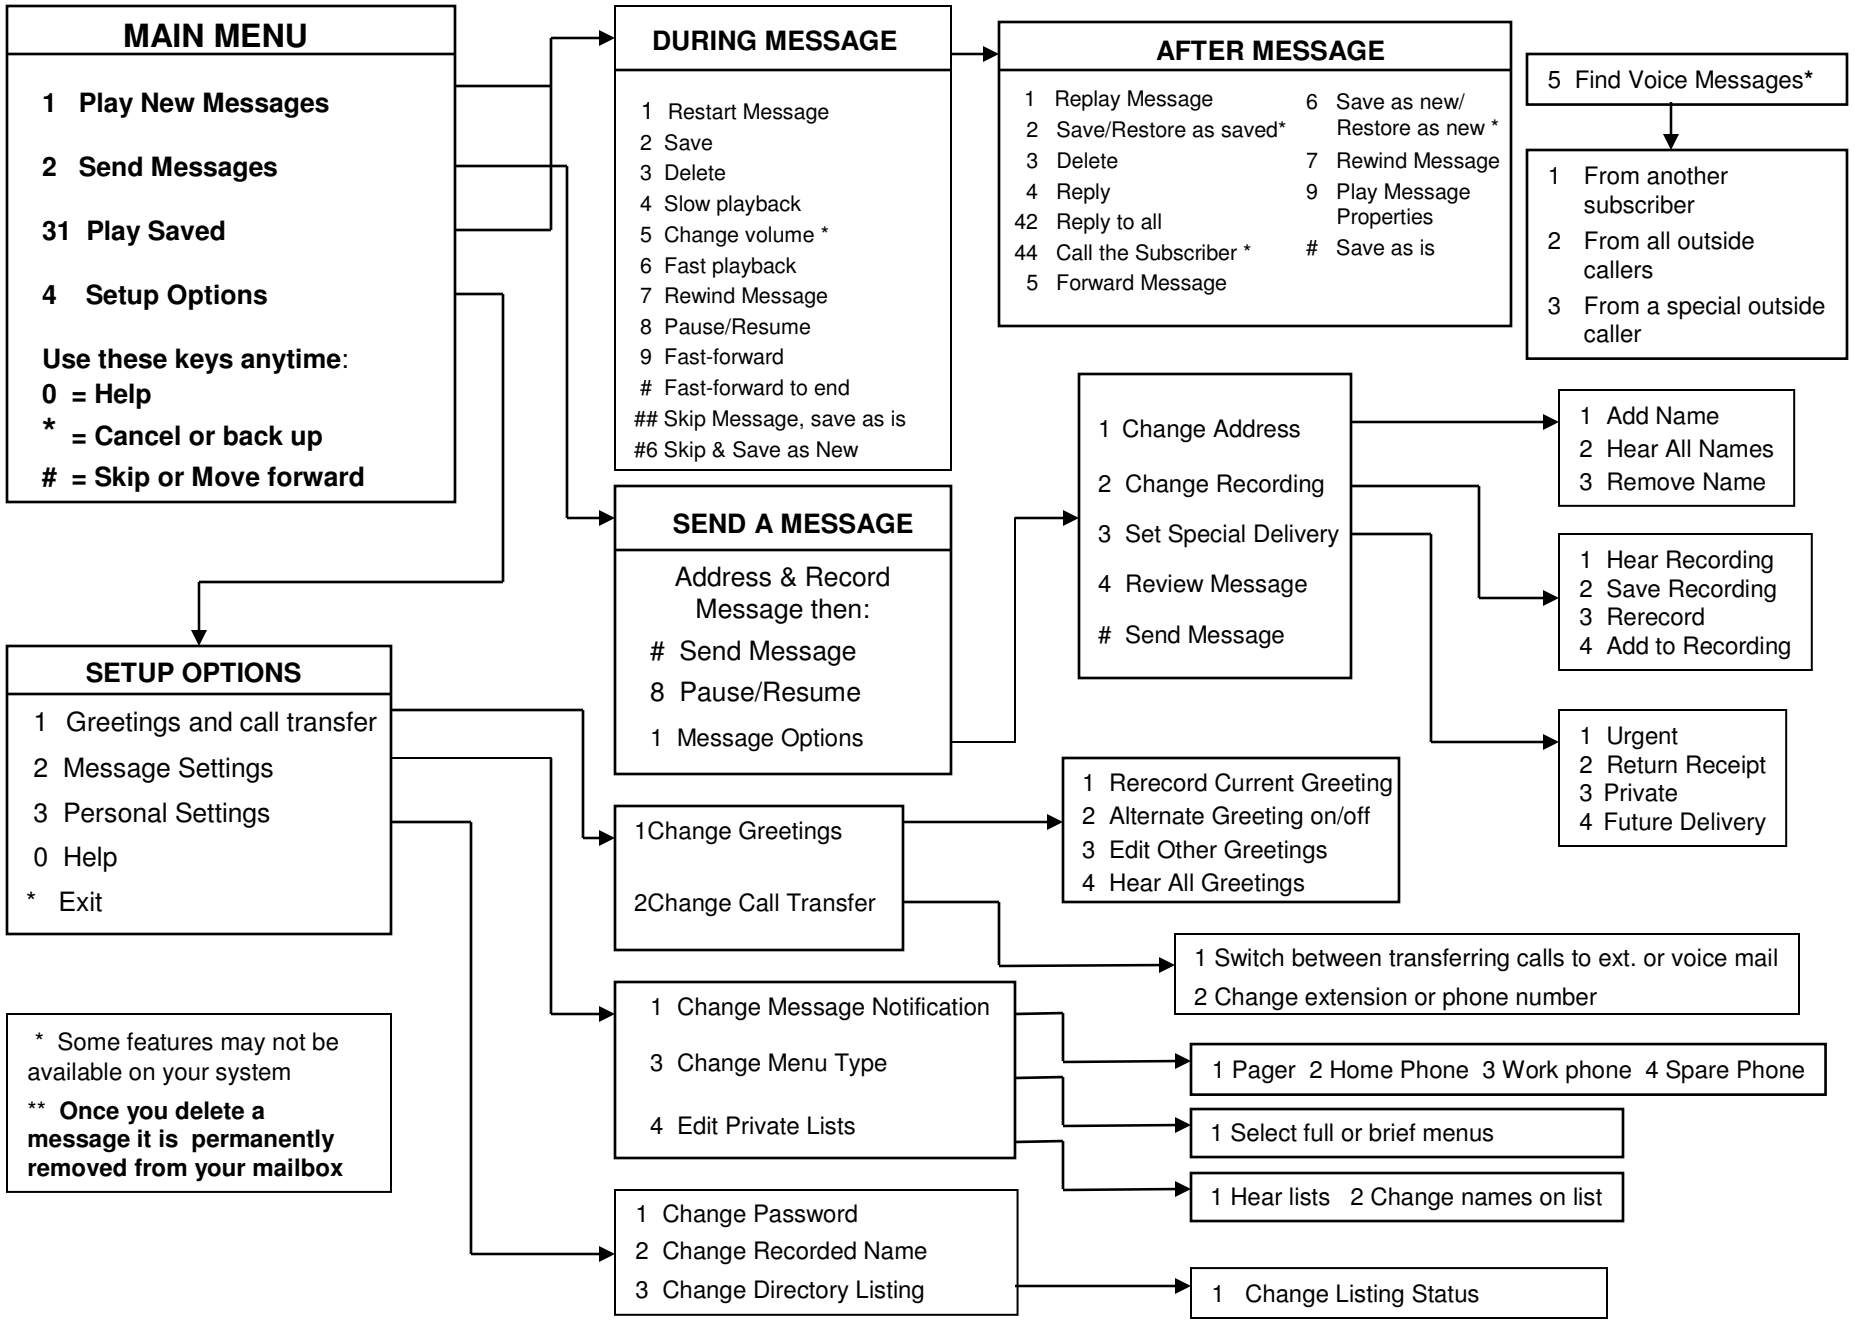 MAIN MENU
1 Play New Messages
2 Send Messages
31 Play Saved
4 Setup Options
Use these keys anytime:
0 = Help
* = Cancel or back up
# = Skip or Move forward
DURING MESSAGE
1 Restart Message
2 Save
3 Delete
4 Slow playback
5 Change volume *
6 Fast playback
7 Rewind Message
8 Pause/Resume
9 Fast-forward
# Fast-forward to end
## Skip Message, save as is
#6 Skip & Save as New
AFTER MESSAGE
1 Replay Message
2 Save/Restore as saved*
3 Delete
4 Reply
42 Reply to all
44 Call the Subscriber *
5 Forward Message
6 Save as new/
Restore as new *
7 Rewind Message
9 Play Message
Properties
# Save as is
5 Find Voice Messages*
1 From another
subscriber
2 From all outside
callers
3 From a special outside
caller
SEND A MESSAGE
Address & Record
Message then:
# Send Message
8 Pause/Resume
1 Message Options
1 Change Address
2 Change Recording
3 Set Special Delivery
4 Review Message
# Send Message
1 Add Name
2 Hear All Names
3 Remove Name
1 Hear Recording
2 Save Recording
3 Rerecord
4 Add to Recording
1 Urgent
2 Return Receipt
3 Private
4 Future Delivery
SETUP OPTIONS
1 Greetings and call transfer
2 Message Settings
3 Personal Settings
0 Help
* Exit
1Change Greetings
2Change Call Transfer
1 Rerecord Current Greeting
2 Alternate Greeting on/off
3 Edit Other Greetings
4 Hear All Greetings
1 Switch between transferring calls to ext. or voice mail
2 Change extension or phone number
1 Change Message Notification
3 Change Menu Type
4 Edit Private Lists
1 Pager 2 Home Phone 3 Work phone 4 Spare Phone
1 Select full or brief menus
1 Hear lists 2 Change names on list
1 Change Password
2 Change Recorded Name
3 Change Directory Listing
1 Change Listing Status
* Some features may not be
available on your system
** Once you delete a
message it is permanently
removed from your mailbox